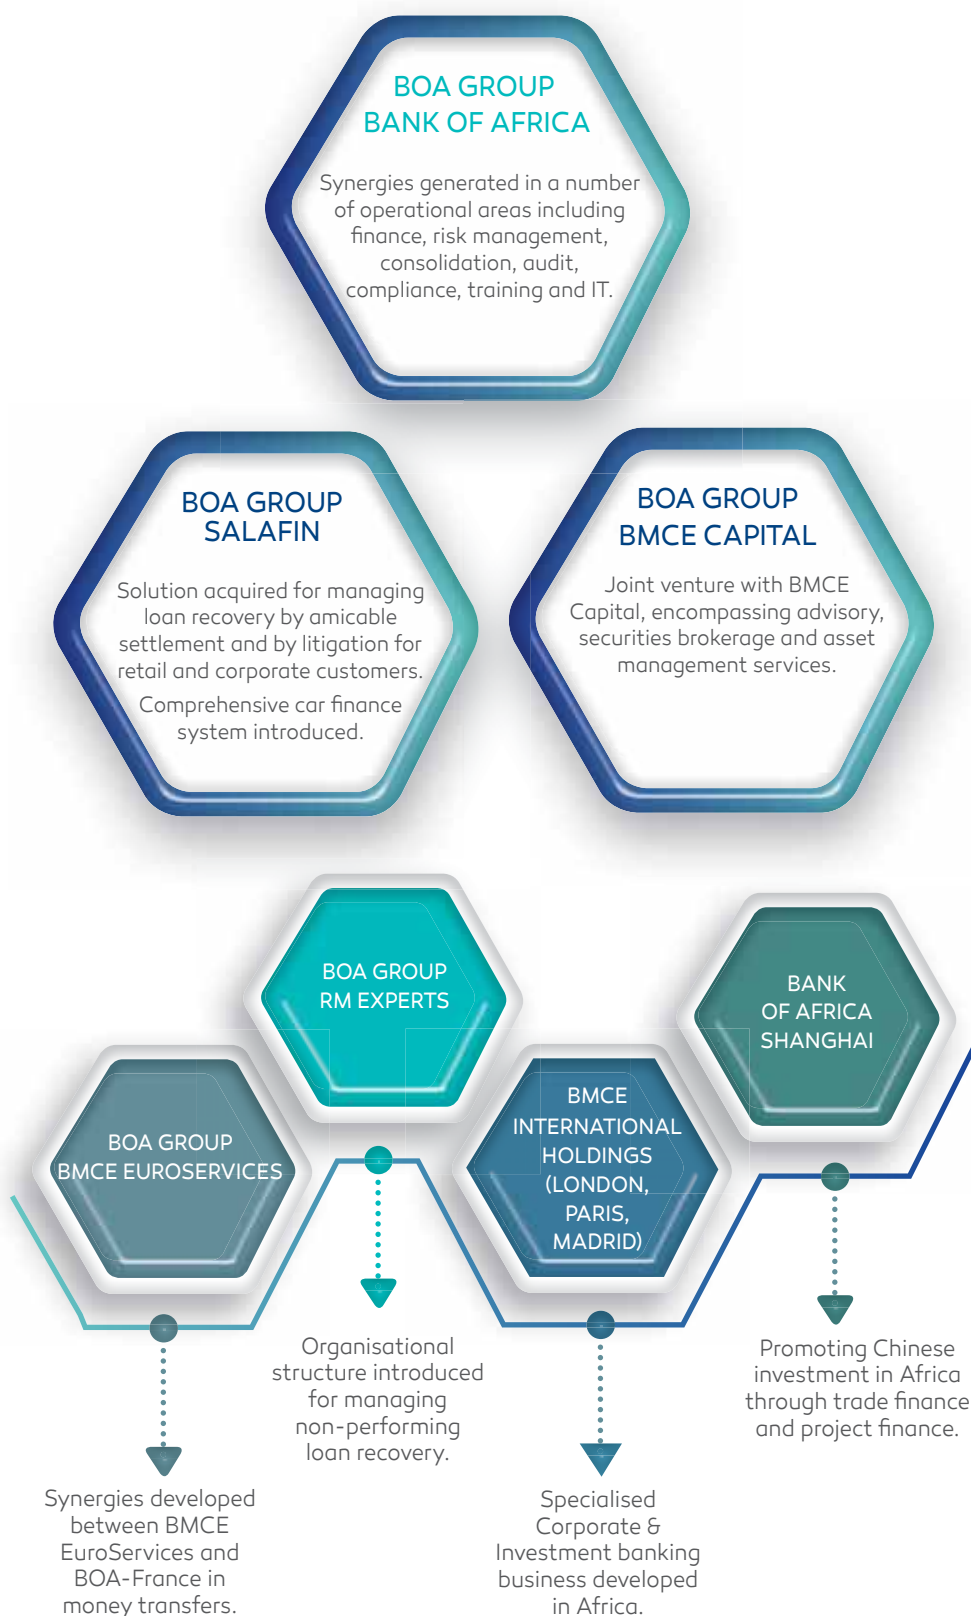 BOA GROUP
BANK OF AFRICA
Synergies generated in a number
of operational areas including
finance, risk management,
consolidation, audit,
compliance, training and IT.
BOA GROUP
SALAFIN
Solution acquired for managing
loan recovery by amicable
settlement and by litigation for
retail and corporate customers.
Comprehensive car finance
system introduced.
BOA GROUP
BMCE CAPITAL
Joint venture with BMCE
Capital, encompassing advisory,
securities brokerage and asset
management services.
BOA GROUP
BMCE EUROSERVICES
BOA GROUP
RM EXPERTS
BMCE
INTERNATIONAL
HOLDINGS
(LONDON,
PARIS,
MADRID)
BANK
OF AFRICA
SHANGHAI
Synergies developed
between BMCE
EuroServices and
BOA-France in
money transfers.
Organisational
structure introduced
for managing
non-performing
loan recovery.
Specialised
Corporate &
Investment banking
business developed
in Africa.
Promoting Chinese
investment in Africa
through trade finance
and project finance.